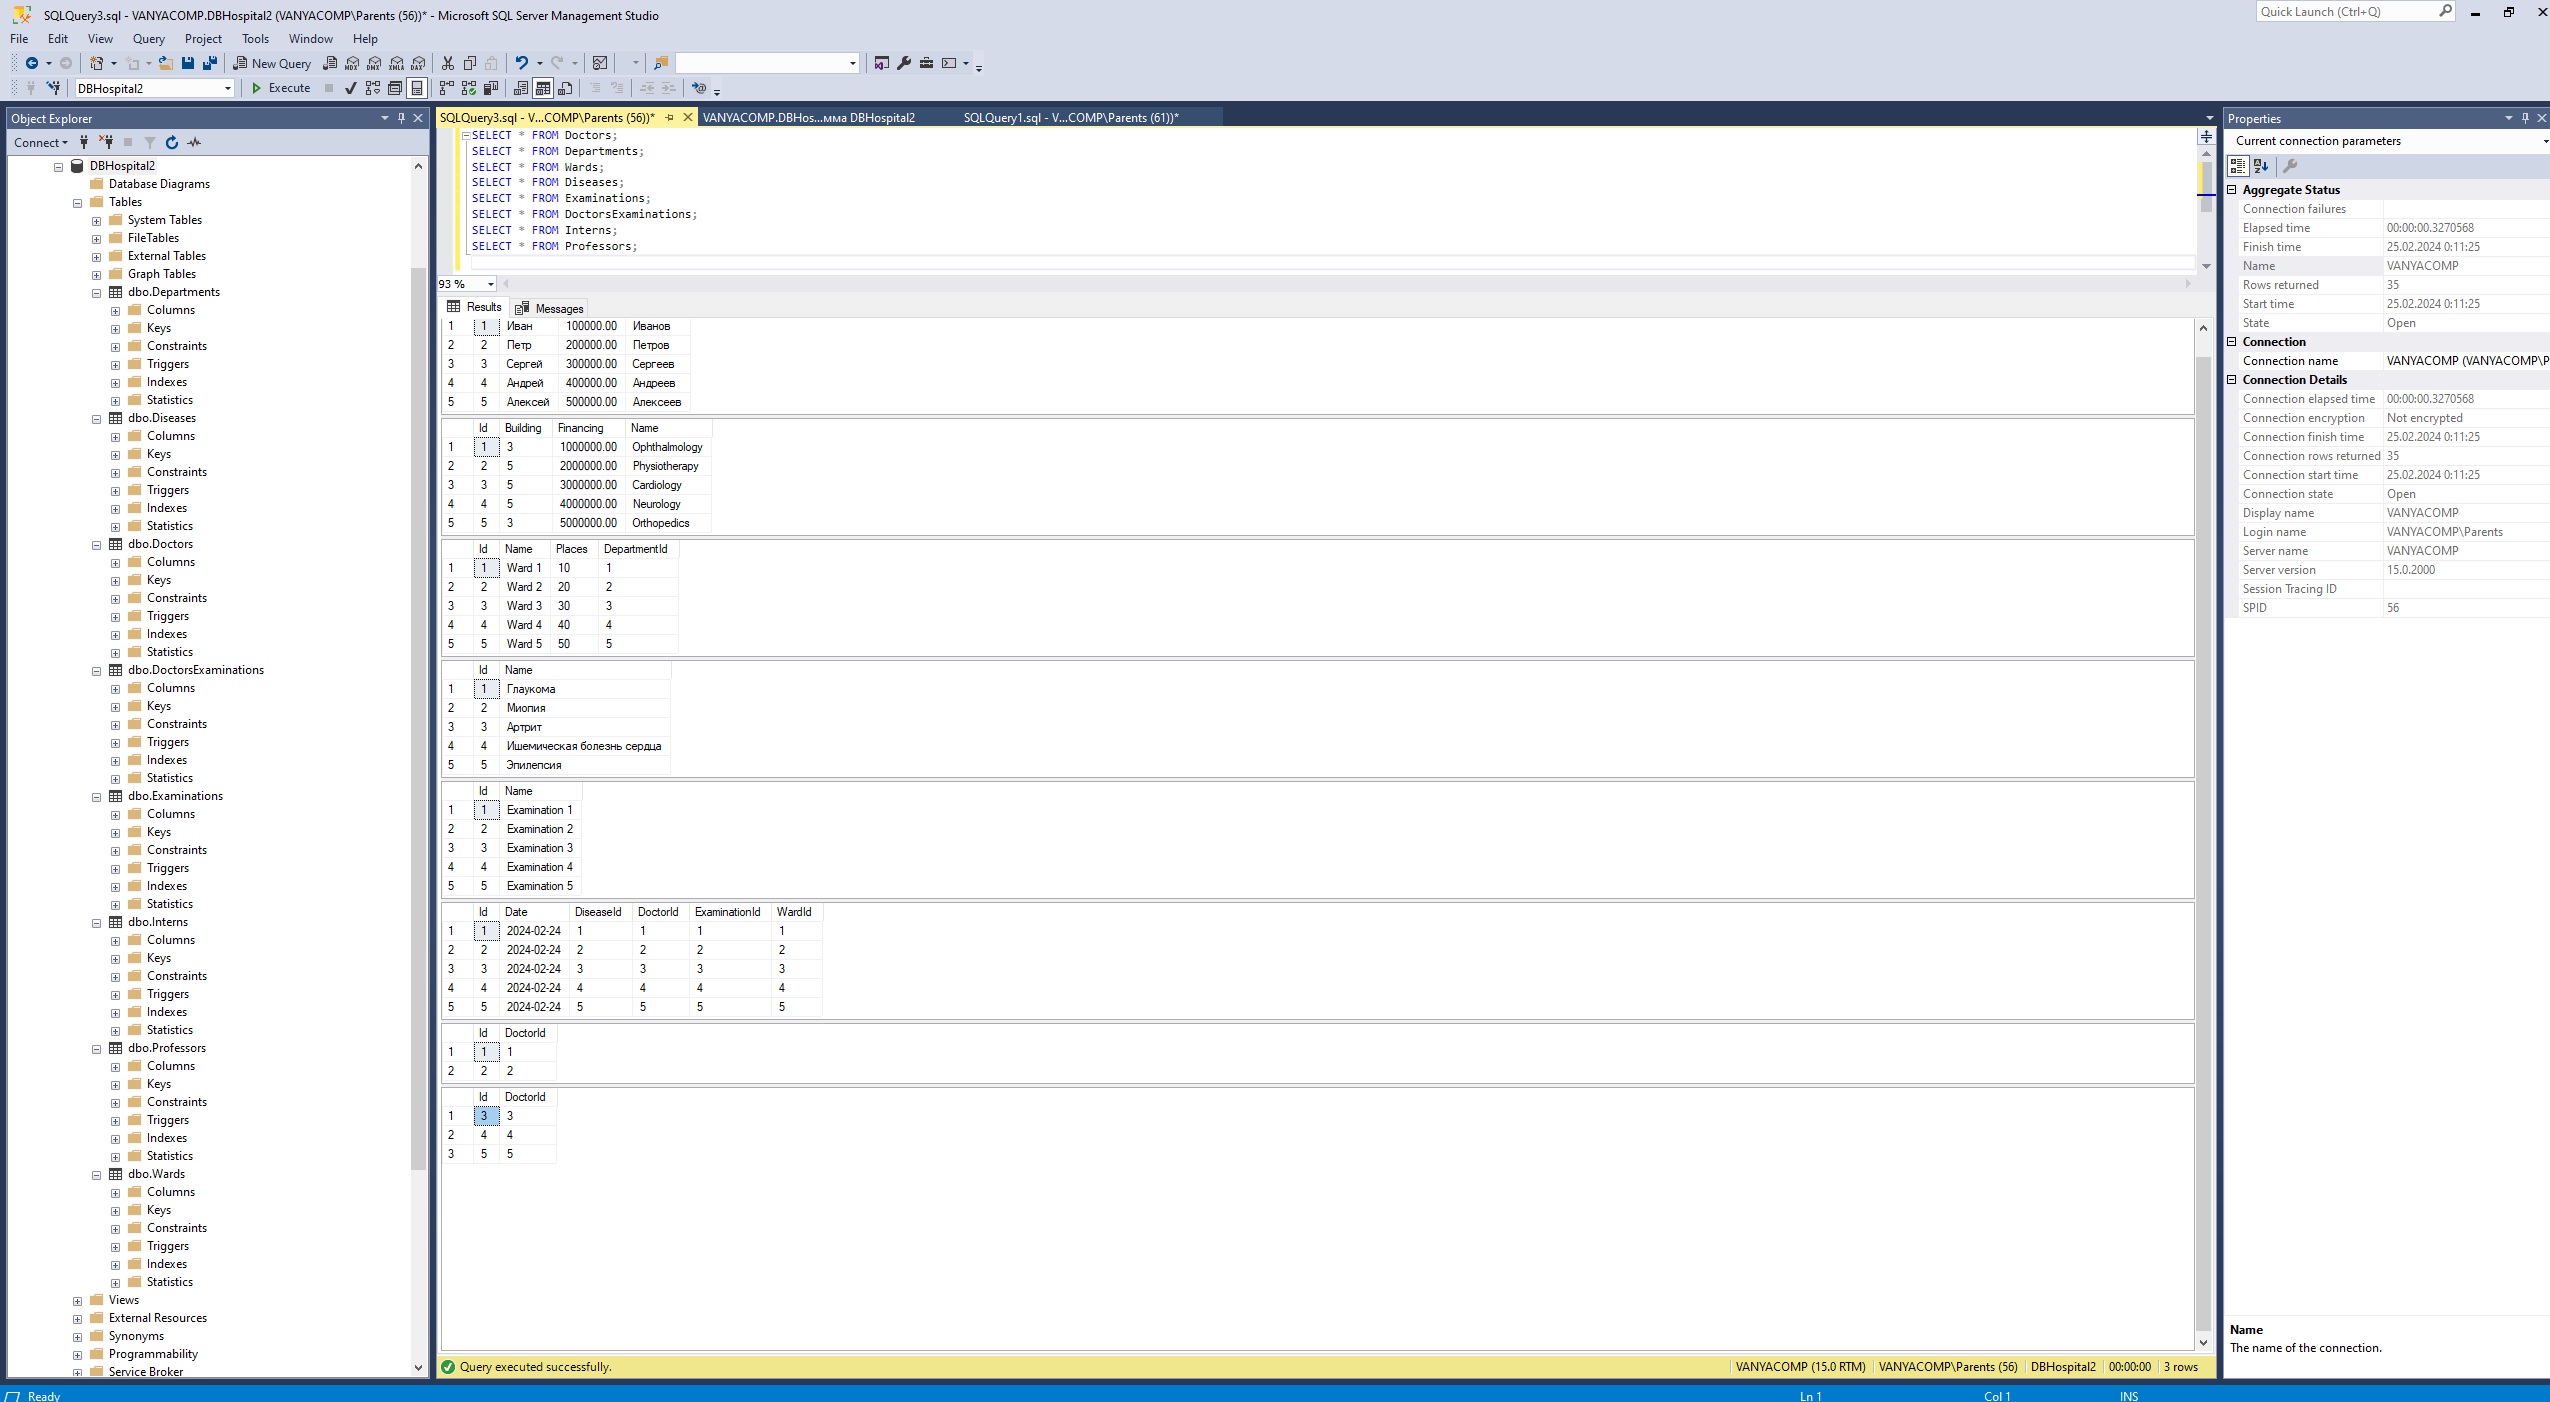 SQLQuery3.sql - VANYACOMP.DBHospital2 (VANYACOMP\Parents (56))* - Microsoft SQL Server Management Studio
Quick Launch (Ctrl+Q)
File Edit View Query Project Tools Window Help
New Query
DBHospital2 Execute
Object Explorer
Connect
DBHospital2
Database Diagrams
Tables
System Tables
FileTables
External Tables
Graph Tables
dbo.Departments
Columns
Keys
Constraints
Triggers
Indexes
Statistics
dbo.Diseases
Columns
Keys
Constraints
Triggers
Indexes
Statistics
dbo.Doctors
Columns
Keys
Constraints
Triggers
Indexes
Statistics
dbo.DoctorsExaminations
Columns
Keys
Constraints
Triggers
Indexes
Statistics
dbo.Examinations
Columns
Keys
Constraints
Triggers
Indexes
Statistics
dbo.Interns
Columns
Keys
Constraints
Triggers
Indexes
Statistics
dbo.Professors
Columns
Keys
Constraints
Triggers
Indexes
Statistics
dbo.Wards
Columns
Keys
Constraints
Triggers
Indexes
Statistics
Views
External Resources
Synonyms
Programmability
Service Broker
SQLQuery3.sql - V...COMP\Parents (56))* VANYACOMP.DBHos...мма DBHospital2 SQLQuery1.sql - V...COMP\Parents (61))*
SELECT * FROM Doctors;
SELECT * FROM Departments;
SELECT * FROM Wards;
SELECT * FROM Diseases;
SELECT * FROM Examinations;
SELECT * FROM DoctorsExaminations;
SELECT * FROM Interns;
SELECT * FROM Professors;
93 %
Results Messages
1 1 Иван 100000.00 Иванов
2 2 Петр 200000.00 Петров
3 3 Сергей 300000.00 Сергеев
4 4 Андрей 400000.00 Андреев
5 5 Алексей 500000.00 Алексеев
Id Building Financing Name
1 1 3 1000000.00 Ophthalmology
2 2 5 2000000.00 Physiotherapy
3 3 5 3000000.00 Cardiology
4 4 5 4000000.00 Neurology
5 5 3 5000000.00 Orthopedics
Id Name Places DepartmentId
1 1 Ward 1 10 1
2 2 Ward 2 20 2
3 3 Ward 3 30 3
4 4 Ward 4 40 4
5 5 Ward 5 50 5
Id Name
1 1 Глаукома
2 2 Миопия
3 3 Артрит
4 4 Ишемическая болезнь сердца
5 5 Эпилепсия
Id Name
1 1 Examination 1
2 2 Examination 2
3 3 Examination 3
4 4 Examination 4
5 5 Examination 5
Id Date DiseaseId DoctorId ExaminationId WardId
1 1 2024-02-24 1 1 1 1
2 2 2024-02-24 2 2 2 2
3 3 2024-02-24 3 3 3 3
4 4 2024-02-24 4 4 4 4
5 5 2024-02-24 5 5 5 5
Id DoctorId
1 1 1
2 2 2
Id DoctorId
1 3 3
2 4 4
3 5 5
Query executed successfully. VANYACOMP (15.0 RTM) VANYACOMP\Parents (56) DBHospital2 00:00:00 3 rows
Properties
Current connection parameters
Aggregate Status
Connection failures
Elapsed time 00:00:00.3270568
Finish time 25.02.2024 0:11:25
Name VANYACOMP
Rows returned 35
Start time 25.02.2024 0:11:25
State Open
Connection
Connection name VANYACOMP (VANYACOMP\P
Connection Details
Connection elapsed time 00:00:00.3270568
Connection encryption Not encrypted
Connection finish time 25.02.2024 0:11:25
Connection rows returned 35
Connection start time 25.02.2024 0:11:25
Connection state Open
Display name VANYACOMP
Login name VANYACOMP\Parents
Server name VANYACOMP
Server version 15.0.2000
Session Tracing ID
SPID 56
Name
The name of the connection.
Ready Ln 1 Col 1 INS